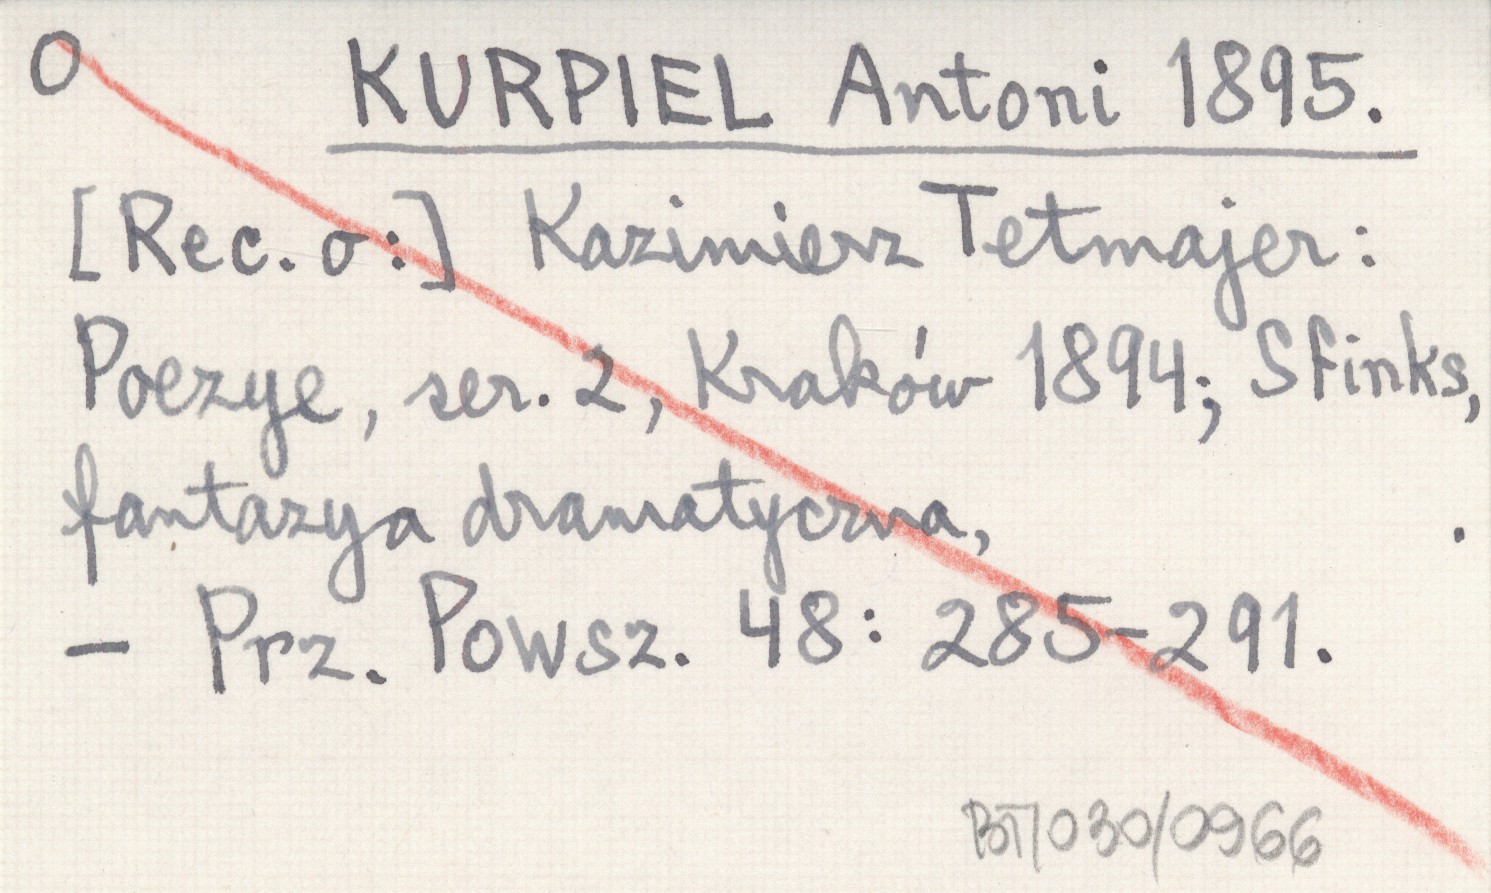 O KURPIEL Antoni 1895.
[Rec. o:] Kazimierz Tetmajer:
Poezye, ser. 2, Kraków 1894; Sfinks,
fantazya dramatyczna, .
– Prz. Powsz. 48: 285-291.
BT/030/0966